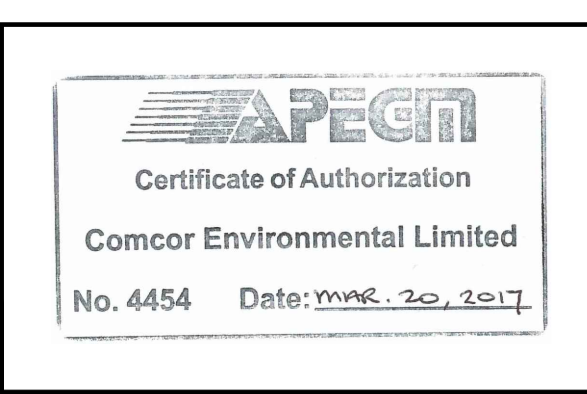 APEGM
Certificate of Authorization
Comcor Environmental Limited
No. 4454 Date: MAR. 20, 2017